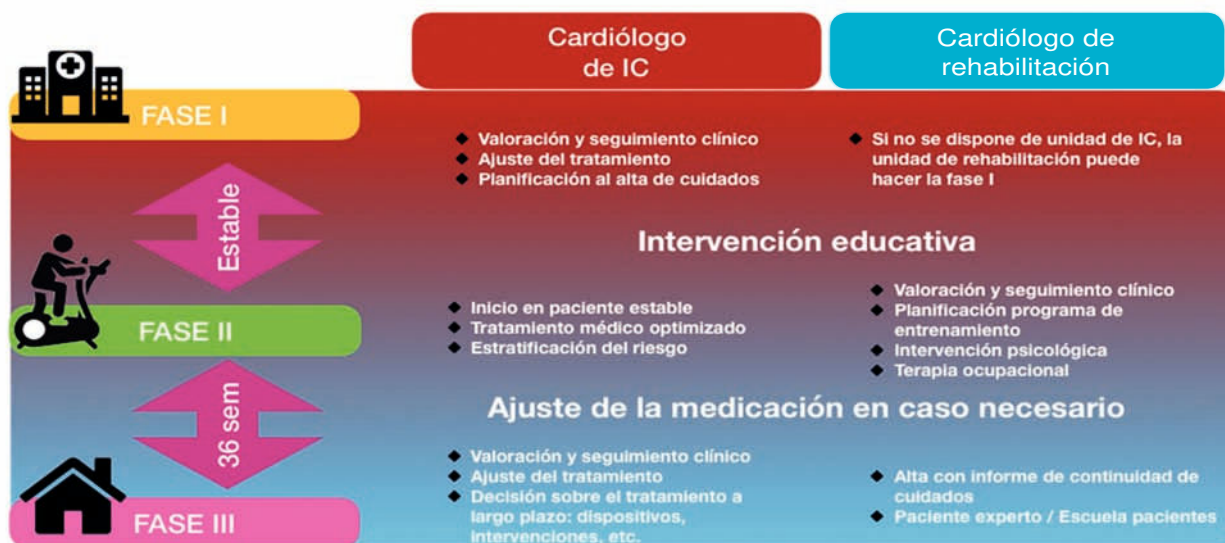 Cardiólogo
de IC
Cardiólogo de
rehabilitación
FASE I
◆ Valoración y seguimiento clínico
◆ Ajuste del tratamiento
◆ Planificación al alta de cuidados
◆ Si no se dispone de unidad de IC, la
unidad de rehabilitación puede
hacer la fase I
Estable
Intervención educativa
FASE II
◆ Inicio en paciente estable
◆ Tratamiento médico optimizado
◆ Estratificación del riesgo
◆ Valoración y seguimiento clínico
◆ Planificación programa de
entrenamiento
◆ Intervención psicológica
◆ Terapia ocupacional
36 sem
Ajuste de la medicación en caso necesario
FASE III
◆ Valoración y seguimiento clínico
◆ Ajuste del tratamiento
◆ Decisión sobre el tratamiento a
largo plazo: dispositivos,
intervenciones, etc.
◆ Alta con informe de continuidad de
cuidados
◆ Paciente experto / Escuela pacientes